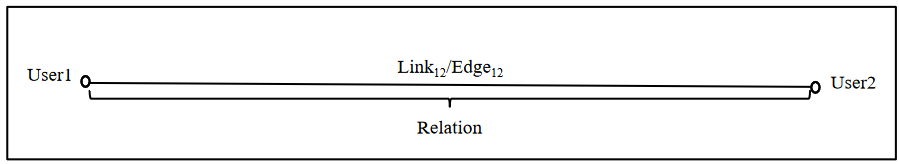 Link₁₂/Edge₁₂
User1
User2
Relation